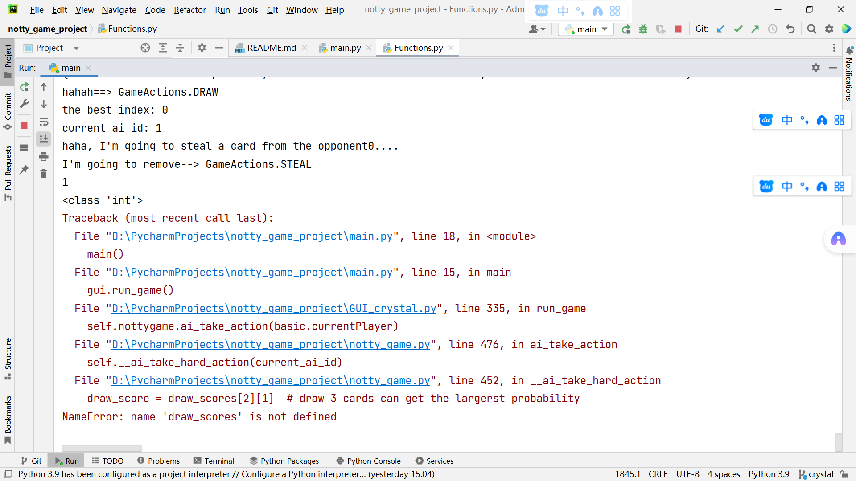 File Edit View Navigate Code Refactor Run Tools Git Window Help notty_game_project - Functions.py - Adm
中
notty_game_project Functions.py main Git:
Project README.md main.py Functions.py
Run: main
hahah==> GameActions.DRAW
the best index: 0
current ai id: 1
haha, I'm going to steal a card from the opponent0....
I'm going to remove--> GameActions.STEAL
1
<class 'int'>
Traceback (most recent call last):
File "D:\PycharmProjects\notty_game_project\main.py", line 18, in <module>
main()
File "D:\PycharmProjects\notty_game_project\main.py", line 15, in main
gui.run_game()
File "D:\PycharmProjects\notty_game_project\GUI_crystal.py", line 335, in run_game
self.nottygame.ai_take_action(basic.currentPlayer)
File "D:\PycharmProjects\notty_game_project\notty_game.py", line 476, in ai_take_action
self.__ai_take_hard_action(current_ai_id)
File "D:\PycharmProjects\notty_game_project\notty_game.py", line 452, in __ai_take_hard_action
draw_score = draw_scores[2][1] # draw 3 cards can get the largerst probability
NameError: name 'draw_scores' is not defined
Project
Commit
Pull Requests
Structure
Bookmarks
Notifications
中
中
Git Run TODO Problems Terminal Python Packages Python Console Services
Python 3.9 has been configured as a project interpreter // Configure a Python interpreter... (yesterday 15:04) 1845:1 CRLF UTF-8 4 spaces Python 3.9 crystal